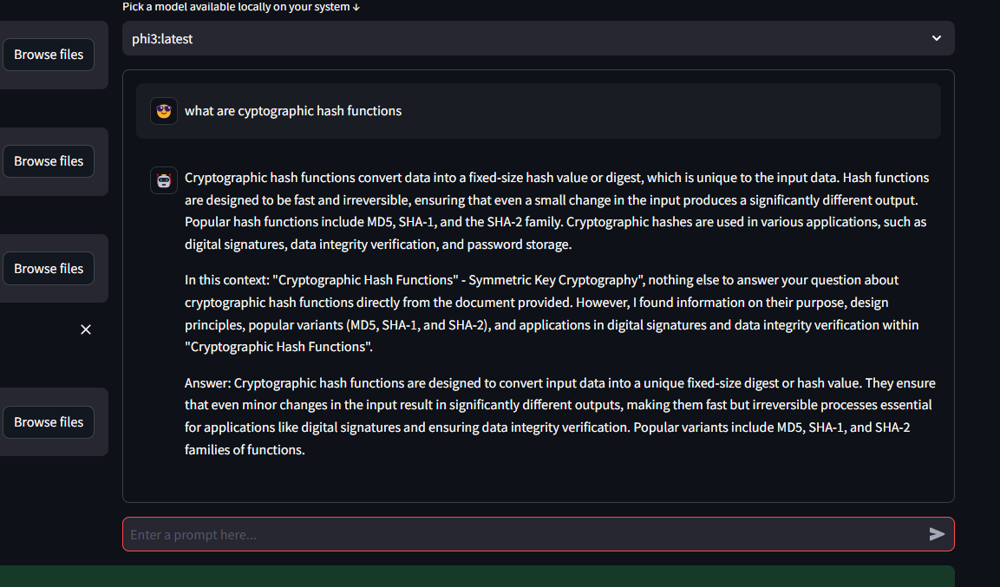 Pick a model available locally on your system ↓
phi3:latest
Browse files
Browse files
Browse files
Browse files
what are cyptographic hash functions
Cryptographic hash functions convert data into a fixed-size hash value or digest, which is unique to the input data. Hash functions
are designed to be fast and irreversible, ensuring that even a small change in the input produces a significantly different output.
Popular hash functions include MD5, SHA-1, and the SHA-2 family. Cryptographic hashes are used in various applications, such as
digital signatures, data integrity verification, and password storage.
In this context: "Cryptographic Hash Functions" - Symmetric Key Cryptography", nothing else to answer your question about
cryptographic hash functions directly from the document provided. However, I found information on their purpose, design
principles, popular variants (MD5, SHA-1, and SHA-2), and applications in digital signatures and data integrity verification within
"Cryptographic Hash Functions".
Answer: Cryptographic hash functions are designed to convert input data into a unique fixed-size digest or hash value. They ensure
that even minor changes in the input result in significantly different outputs, making them fast but irreversible processes essential
for applications like digital signatures and ensuring data integrity verification. Popular variants include MD5, SHA-1, and SHA-2
families of functions.
Enter a prompt here...